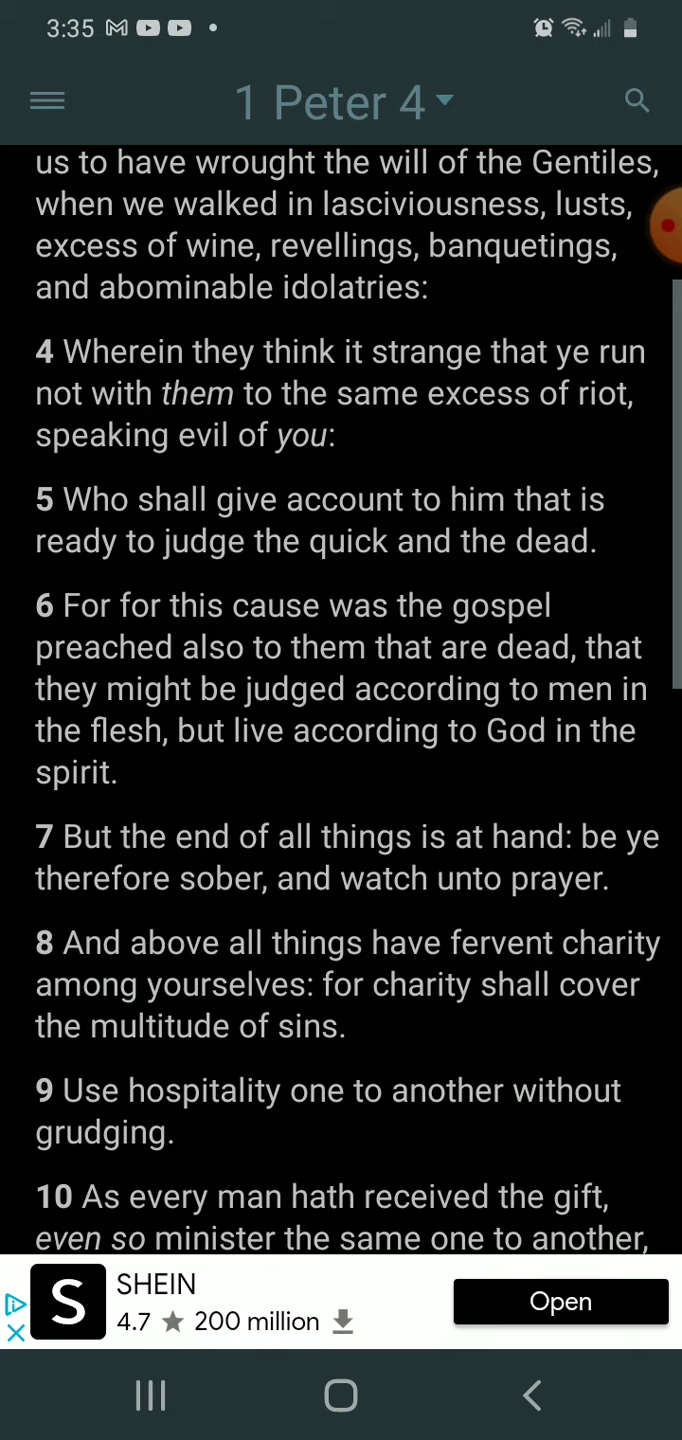 3:35
1 Peter 4
us to have wrought the will of the Gentiles,
when we walked in lasciviousness, lusts,
excess of wine, revellings, banquetings,
and abominable idolatries:
4 Wherein they think it strange that ye run
not with them to the same excess of riot,
speaking evil of you:
5 Who shall give account to him that is
ready to judge the quick and the dead.
6 For for this cause was the gospel
preached also to them that are dead, that
they might be judged according to men in
the flesh, but live according to God in the
spirit.
7 But the end of all things is at hand: be ye
therefore sober, and watch unto prayer.
8 And above all things have fervent charity
among yourselves: for charity shall cover
the multitude of sins.
9 Use hospitality one to another without
grudging.
10 As every man hath received the gift,
even so minister the same one to another,
S
SHEIN
4.7 ★ 200 million
Open